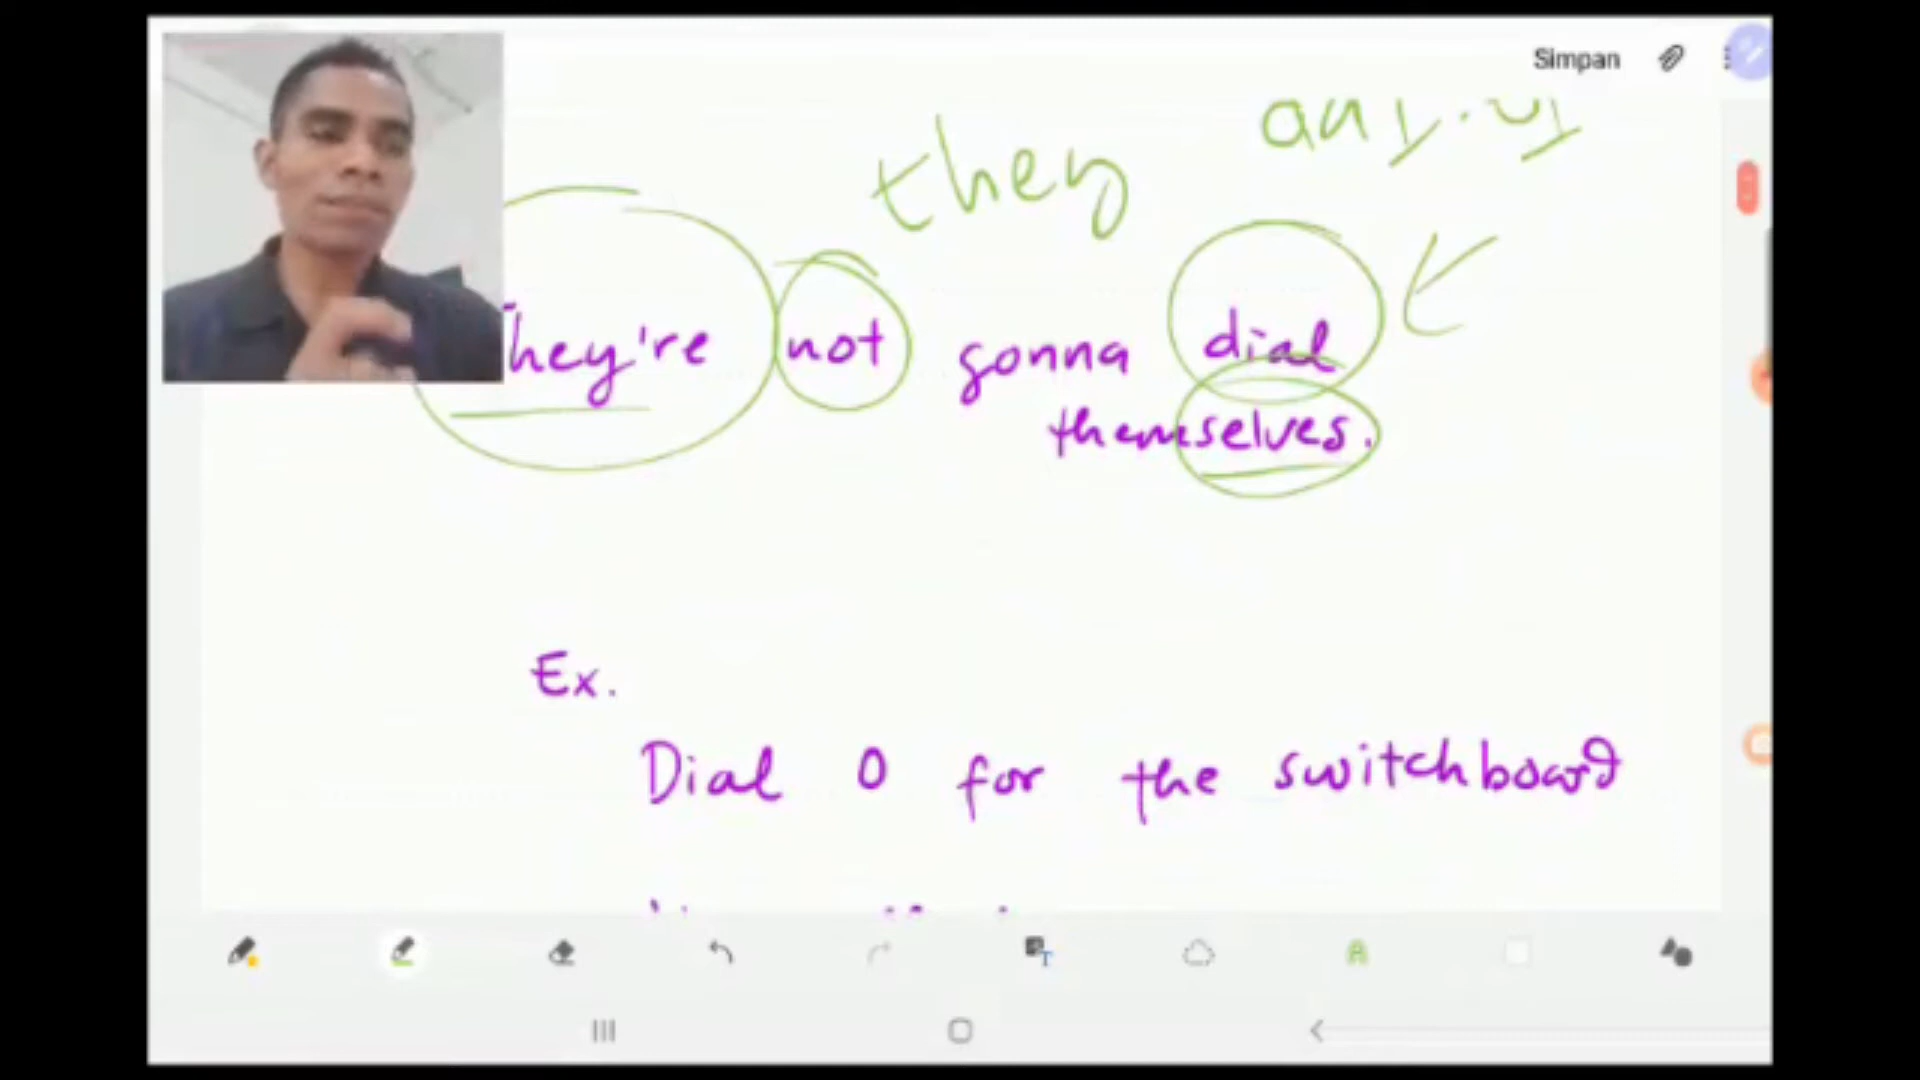 Simpan
they
They're not gonna dial
themselves.
Ex.
Dial 0 for the switchboard